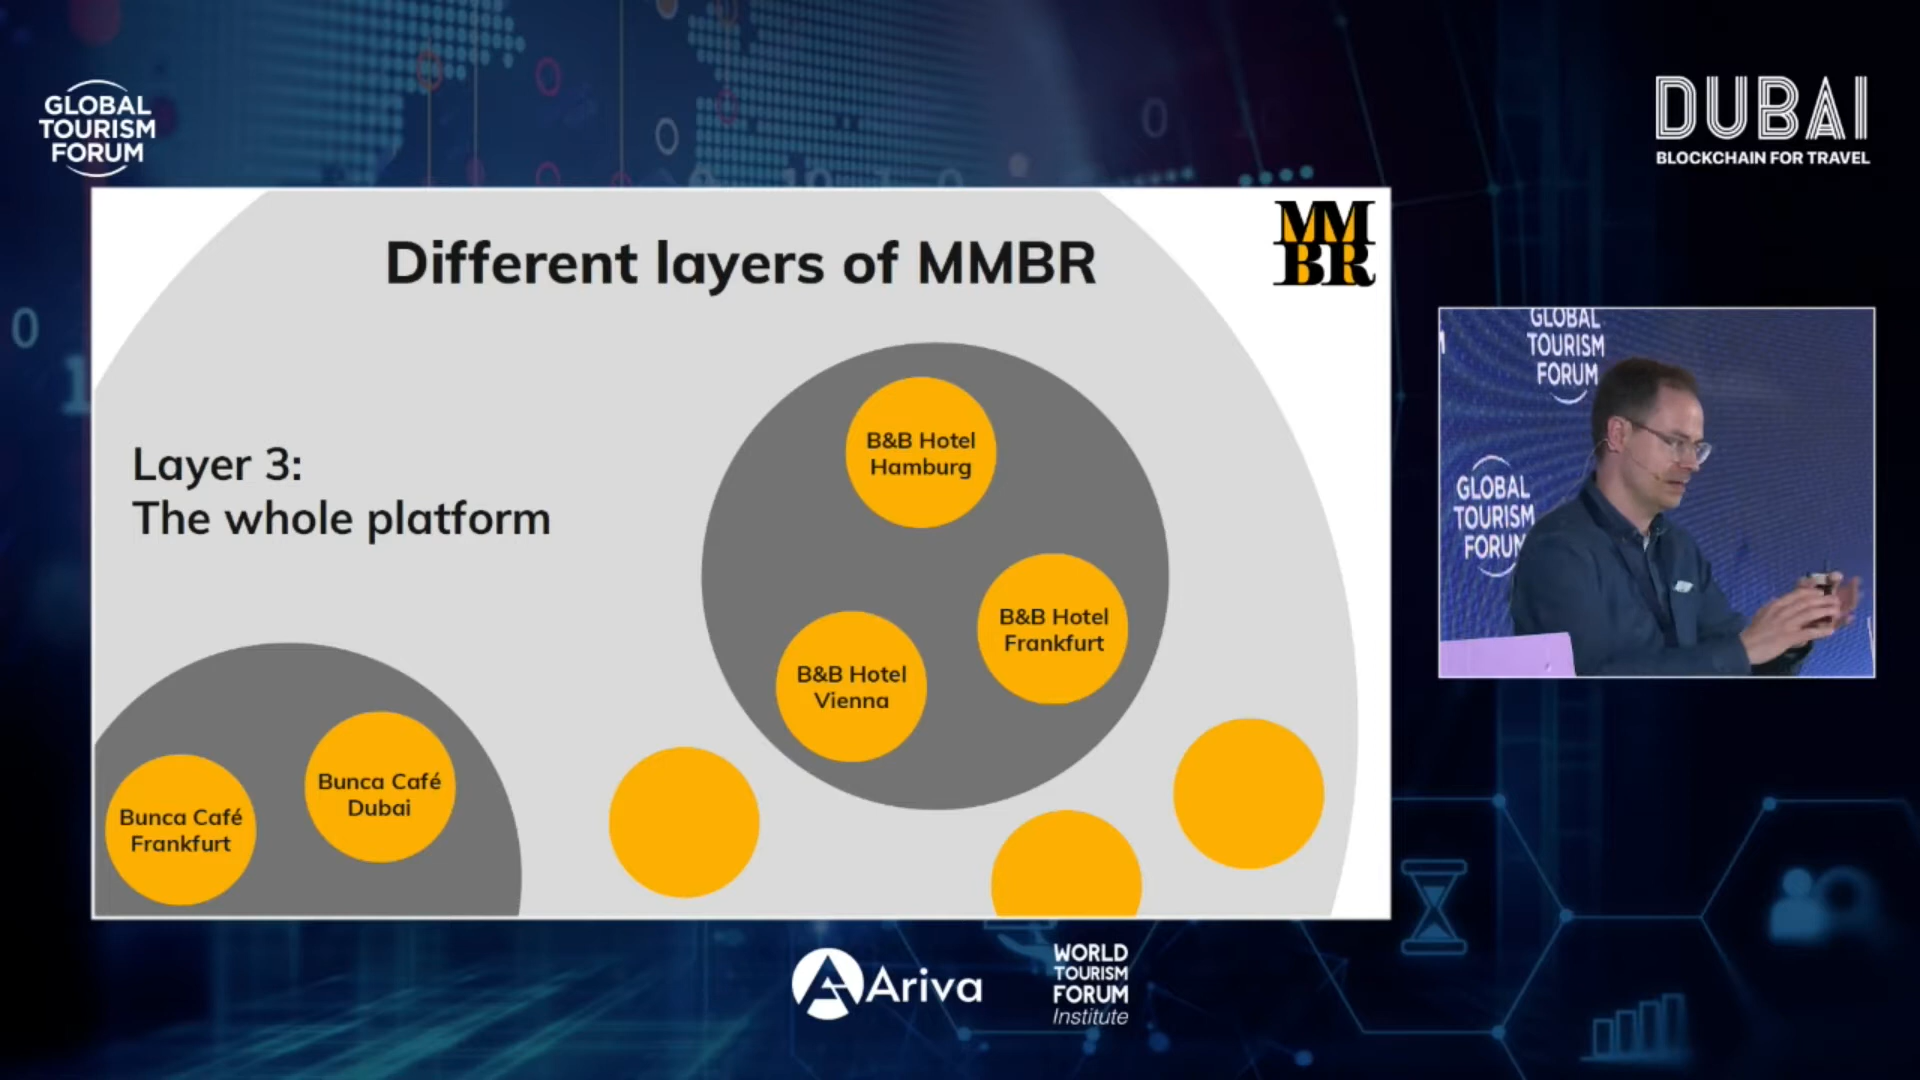 GLOBAL
TOURISM
FORUM
DUBAI
BLOCKCHAIN FOR TRAVEL
MM
BR
Different layers of MMBR
Layer 3:
The whole platform
B&B Hotel
Hamburg
B&B Hotel
Frankfurt
B&B Hotel
Vienna
Bunca Café
Dubai
Bunca Café
Frankfurt
GLOBAL
TOURISM
FORUM
GLOBAL
TOURISM
FORUM
Ariva
WORLD
TOURISM
FORUM
Institute